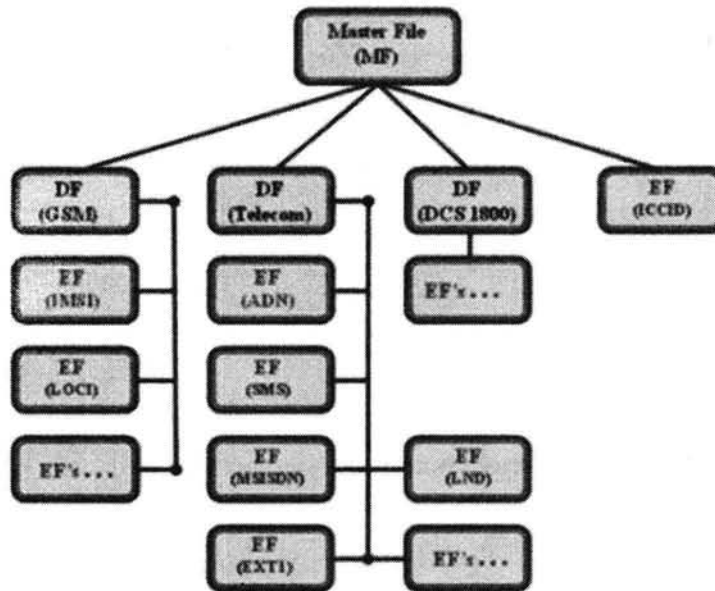 Master File
(MF)
DF
(GSM)
DF
(Telecom)
DF
(DCS 1800)
EF
(ICCID)
EF
(IMSI)
EF
(ADN)
EF's...
EF
(LOCI)
EF
(SMS)
EF's...
EF
(MSISDN)
EF
(LND)
EF
(EXT1)
EF's...